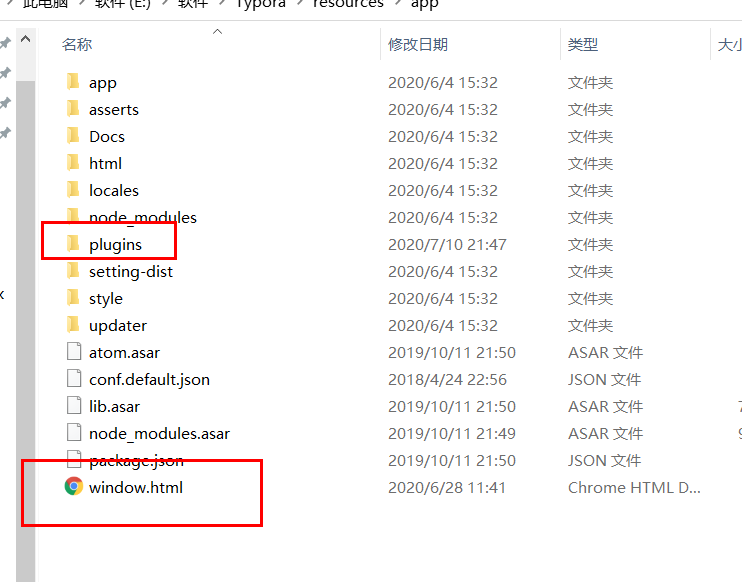 此电脑 > 软件 (E:) > 软件 > Typora > resources > app
名称 修改日期 类型 大小
app 2020/6/4 15:32 文件夹
asserts 2020/6/4 15:32 文件夹
Docs 2020/6/4 15:32 文件夹
html 2020/6/4 15:32 文件夹
locales 2020/6/4 15:32 文件夹
node_modules 2020/6/4 15:32 文件夹
plugins 2020/7/10 21:47 文件夹
setting-dist 2020/6/4 15:32 文件夹
style 2020/6/4 15:32 文件夹
updater 2020/6/4 15:32 文件夹
atom.asar 2019/10/11 21:50 ASAR 文件
conf.default.json 2018/4/24 22:56 JSON 文件
lib.asar 2019/10/11 21:50 ASAR 文件
node_modules.asar 2019/10/11 21:49 ASAR 文件
package.json 2019/10/11 21:50 JSON 文件
window.html 2020/6/28 11:41 Chrome HTML D...